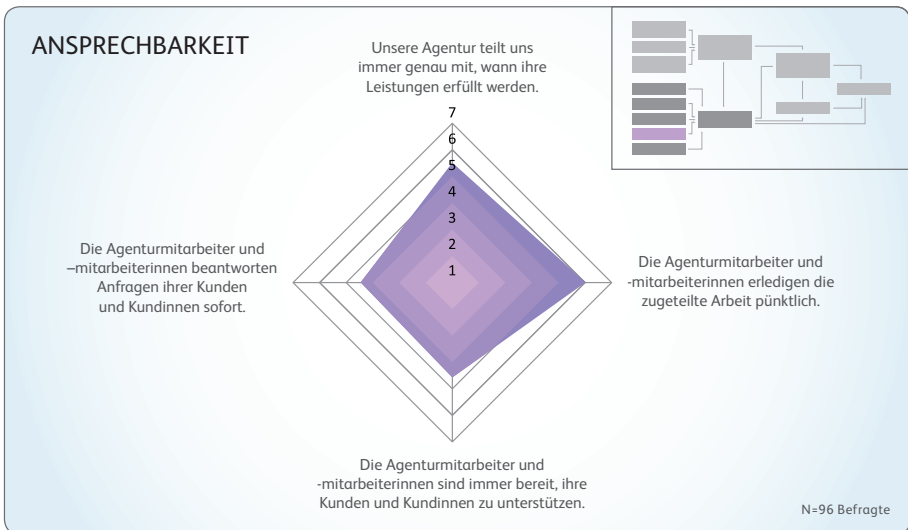 ANSPRECHBARKEIT
Unsere Agentur teilt uns
immer genau mit, wann ihre
Leistungen erfüllt werden.
7
6
5
4
3
2
1
Die Agenturmitarbeiter und
–mitarbeiterinnen beantworten
Anfragen ihrer Kunden
und Kundinnen sofort.
Die Agenturmitarbeiter und
-mitarbeiterinnen erledigen die
zugeteilte Arbeit pünktlich.
Die Agenturmitarbeiter und
-mitarbeiterinnen sind immer bereit, ihre
Kunden und Kundinnen zu unterstützen.
N=96 Befragte